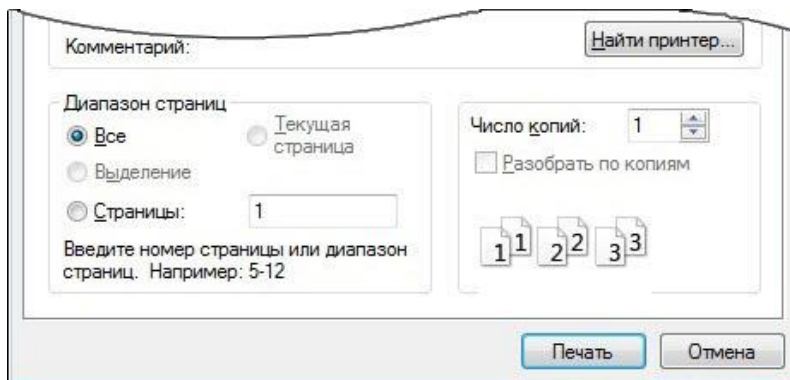 Комментарий:
Найти принтер...
Диапазон страниц
Все
Текущая
страница
Выделение
Страницы: 1
Введите номер страницы или диапазон
страниц. Например: 5-12
Число копий: 1
Разобрать по копиям
1 1 2 2 3 3
Печать
Отмена